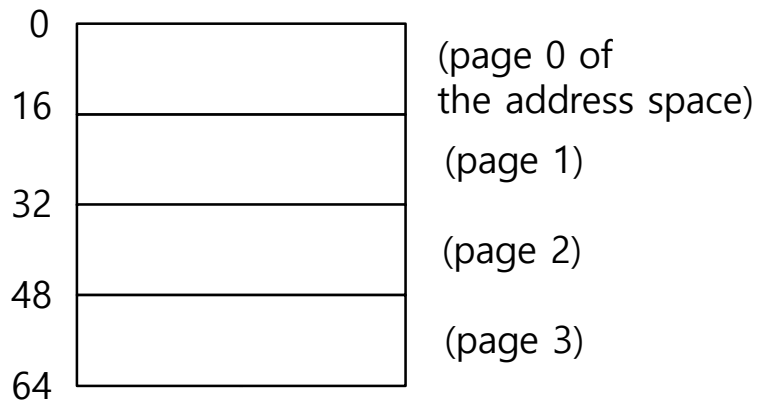 0
(page 0 of
the address space)
16
(page 1)
32
(page 2)
48
(page 3)
64